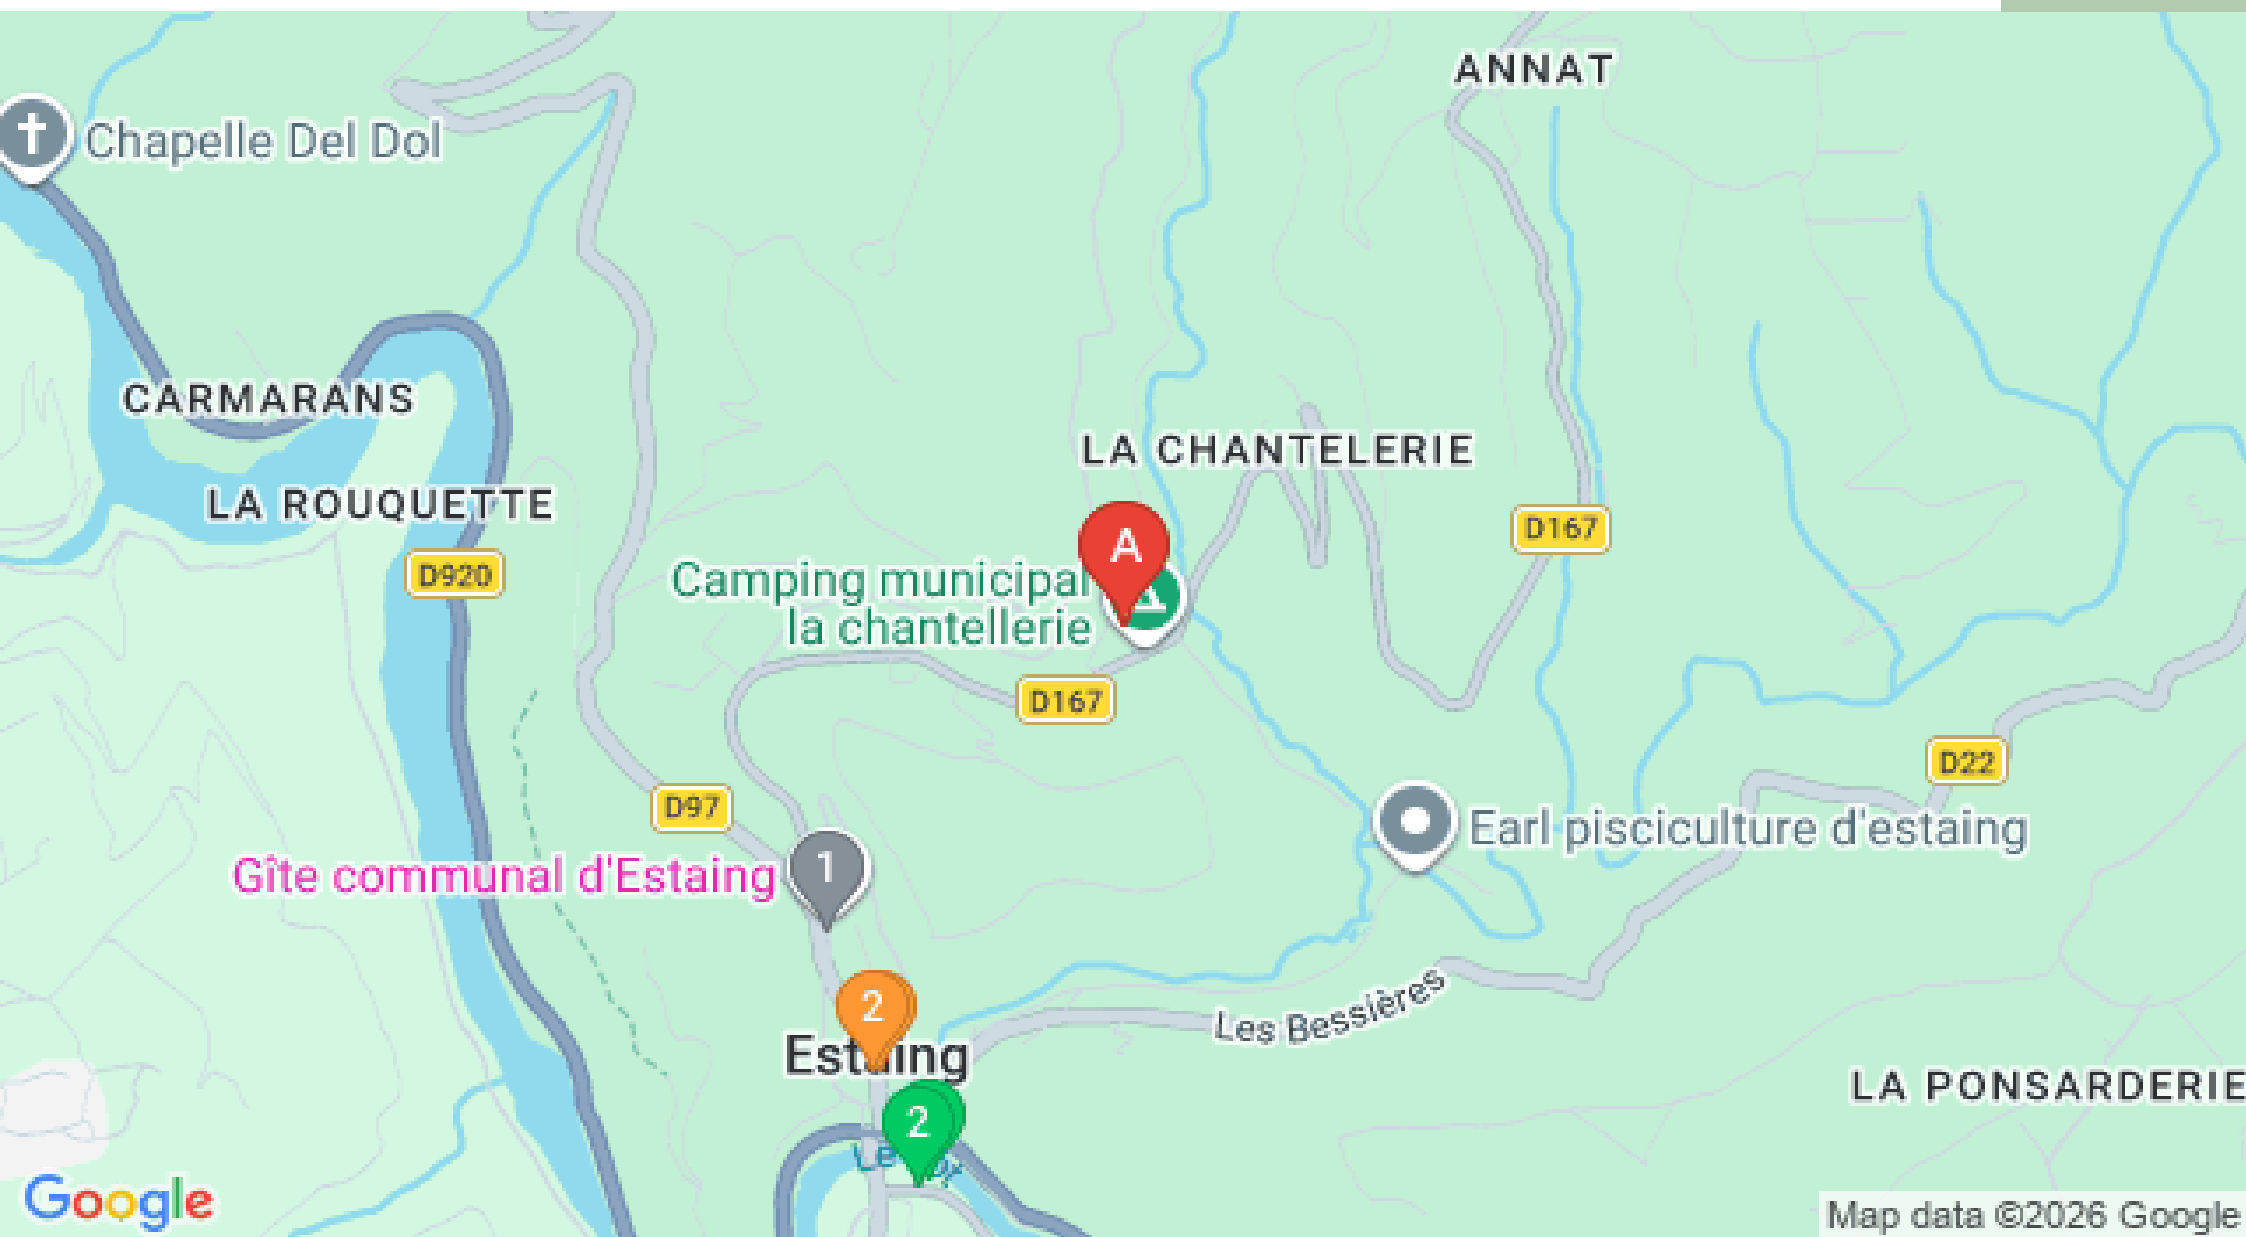 ANNAT
Chapelle Del Dol
CARMARANS
LA CHANTELERIE
LA ROUQUETTE
D167
A
D920
Camping municipal
la chantellerie
D167
D22
D97
Earl pisciculture d'estaing
1
Gîte communal d'Estaing
2
Les Bessières
Estaing
LA PONSARDERIE
2
Google
Map data ©2026 Google